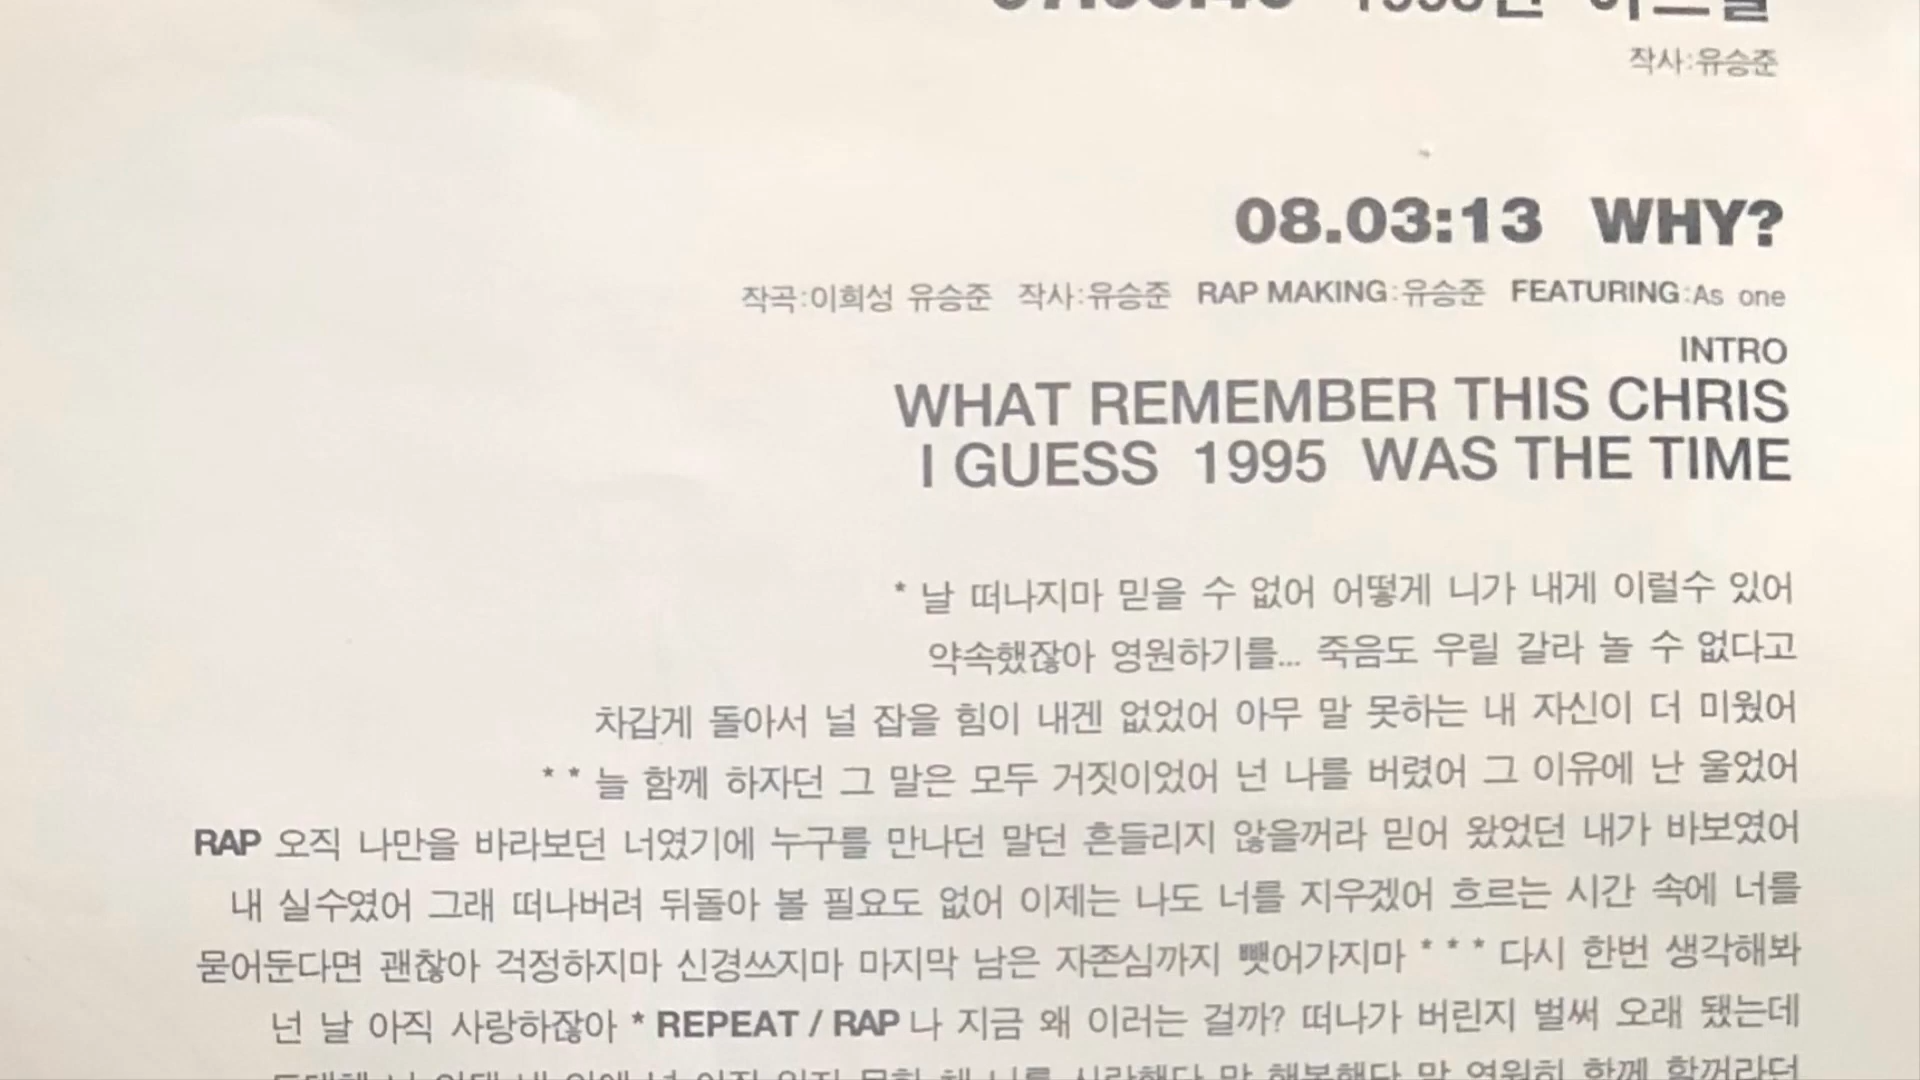 작사:유승준
08.03:13 WHY?
작곡:이희성 유승준 작사:유승준 RAP MAKING:유승준 FEATURING:As one
INTRO
WHAT REMEMBER THIS CHRIS
I GUESS 1995 WAS THE TIME
* 날 떠나지마 믿을 수 없어 어떻게 니가 내게 이럴수 있어
약속했잖아 영원하기를... 죽음도 우릴 갈라 놀 수 없다고
차갑게 돌아서 널 잡을 힘이 내겐 없었어 아무 말 못하는 내 자신이 더 미웠어
* * 늘 함께 하자던 그 말은 모두 거짓이었어 넌 나를 버렸어 그 이유에 난 울었어
RAP 오직 나만을 바라보던 너였기에 누구를 만나던 말던 흔들리지 않을꺼라 믿어 왔었던 내가 바보였어
내 실수였어 그래 떠나버려 뒤돌아 볼 필요도 없어 이제는 나도 너를 지우겠어 흐르는 시간 속에 너를
묻어둔다면 괜찮아 걱정하지마 신경쓰지마 마지막 남은 자존심까지 뺏어가지마 * * * 다시 한번 생각해봐
넌 날 아직 사랑하잖아 * REPEAT / RAP 나 지금 왜 이러는 걸까? 떠나가 버린지 벌써 오래 됐는데